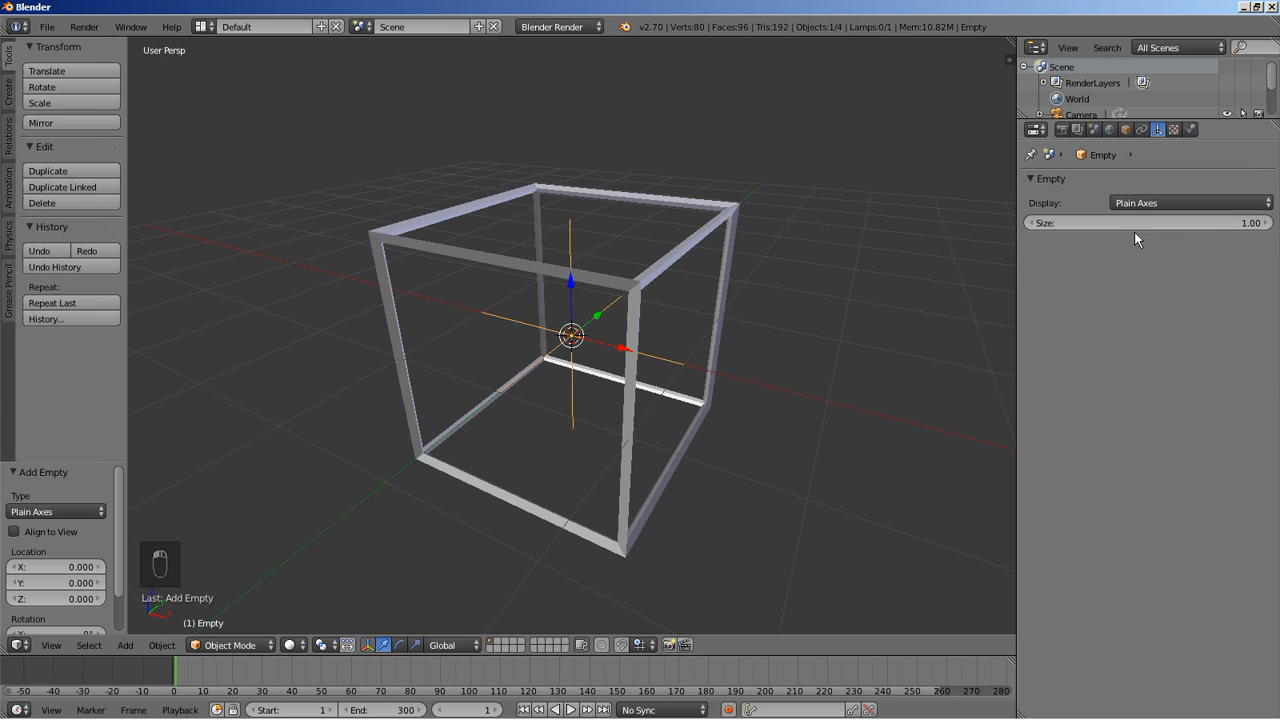 Blender
File Render Window Help Default Scene Blender Render v2.70 | Verts:80 | Faces:96 | Tris:192 | Objects:1/4 | Lamps:0/1 | Mem:10.82M | Empty
View Search All Scenes
Scene
RenderLayers
World
Camera
Tools
Create
Relations
Animation
Physics
Grease Pencil
Transform
Translate
Rotate
Scale
Mirror
Edit
Duplicate
Duplicate Linked
Delete
History
Undo Redo
Undo History
Repeat:
Repeat Last
History...
Add Empty
Type
Plain Axes
Align to View
Location
X: 0.000
Y: 0.000
Z: 0.000
Rotation
User Persp
Last: Add Empty
(1) Empty
Empty
Empty
Display: Plain Axes
Size: 1.00
View Select Add Object Object Mode Global
-50 -40 -30 -20 -10 0 10 20 30 40 50 60 70 80 90 100 110 120 130 140 150 160 170 180 190 200 210 220 230 240 250 260 270 280
View Marker Frame Playback Start: 1 End: 300 1 No Sync